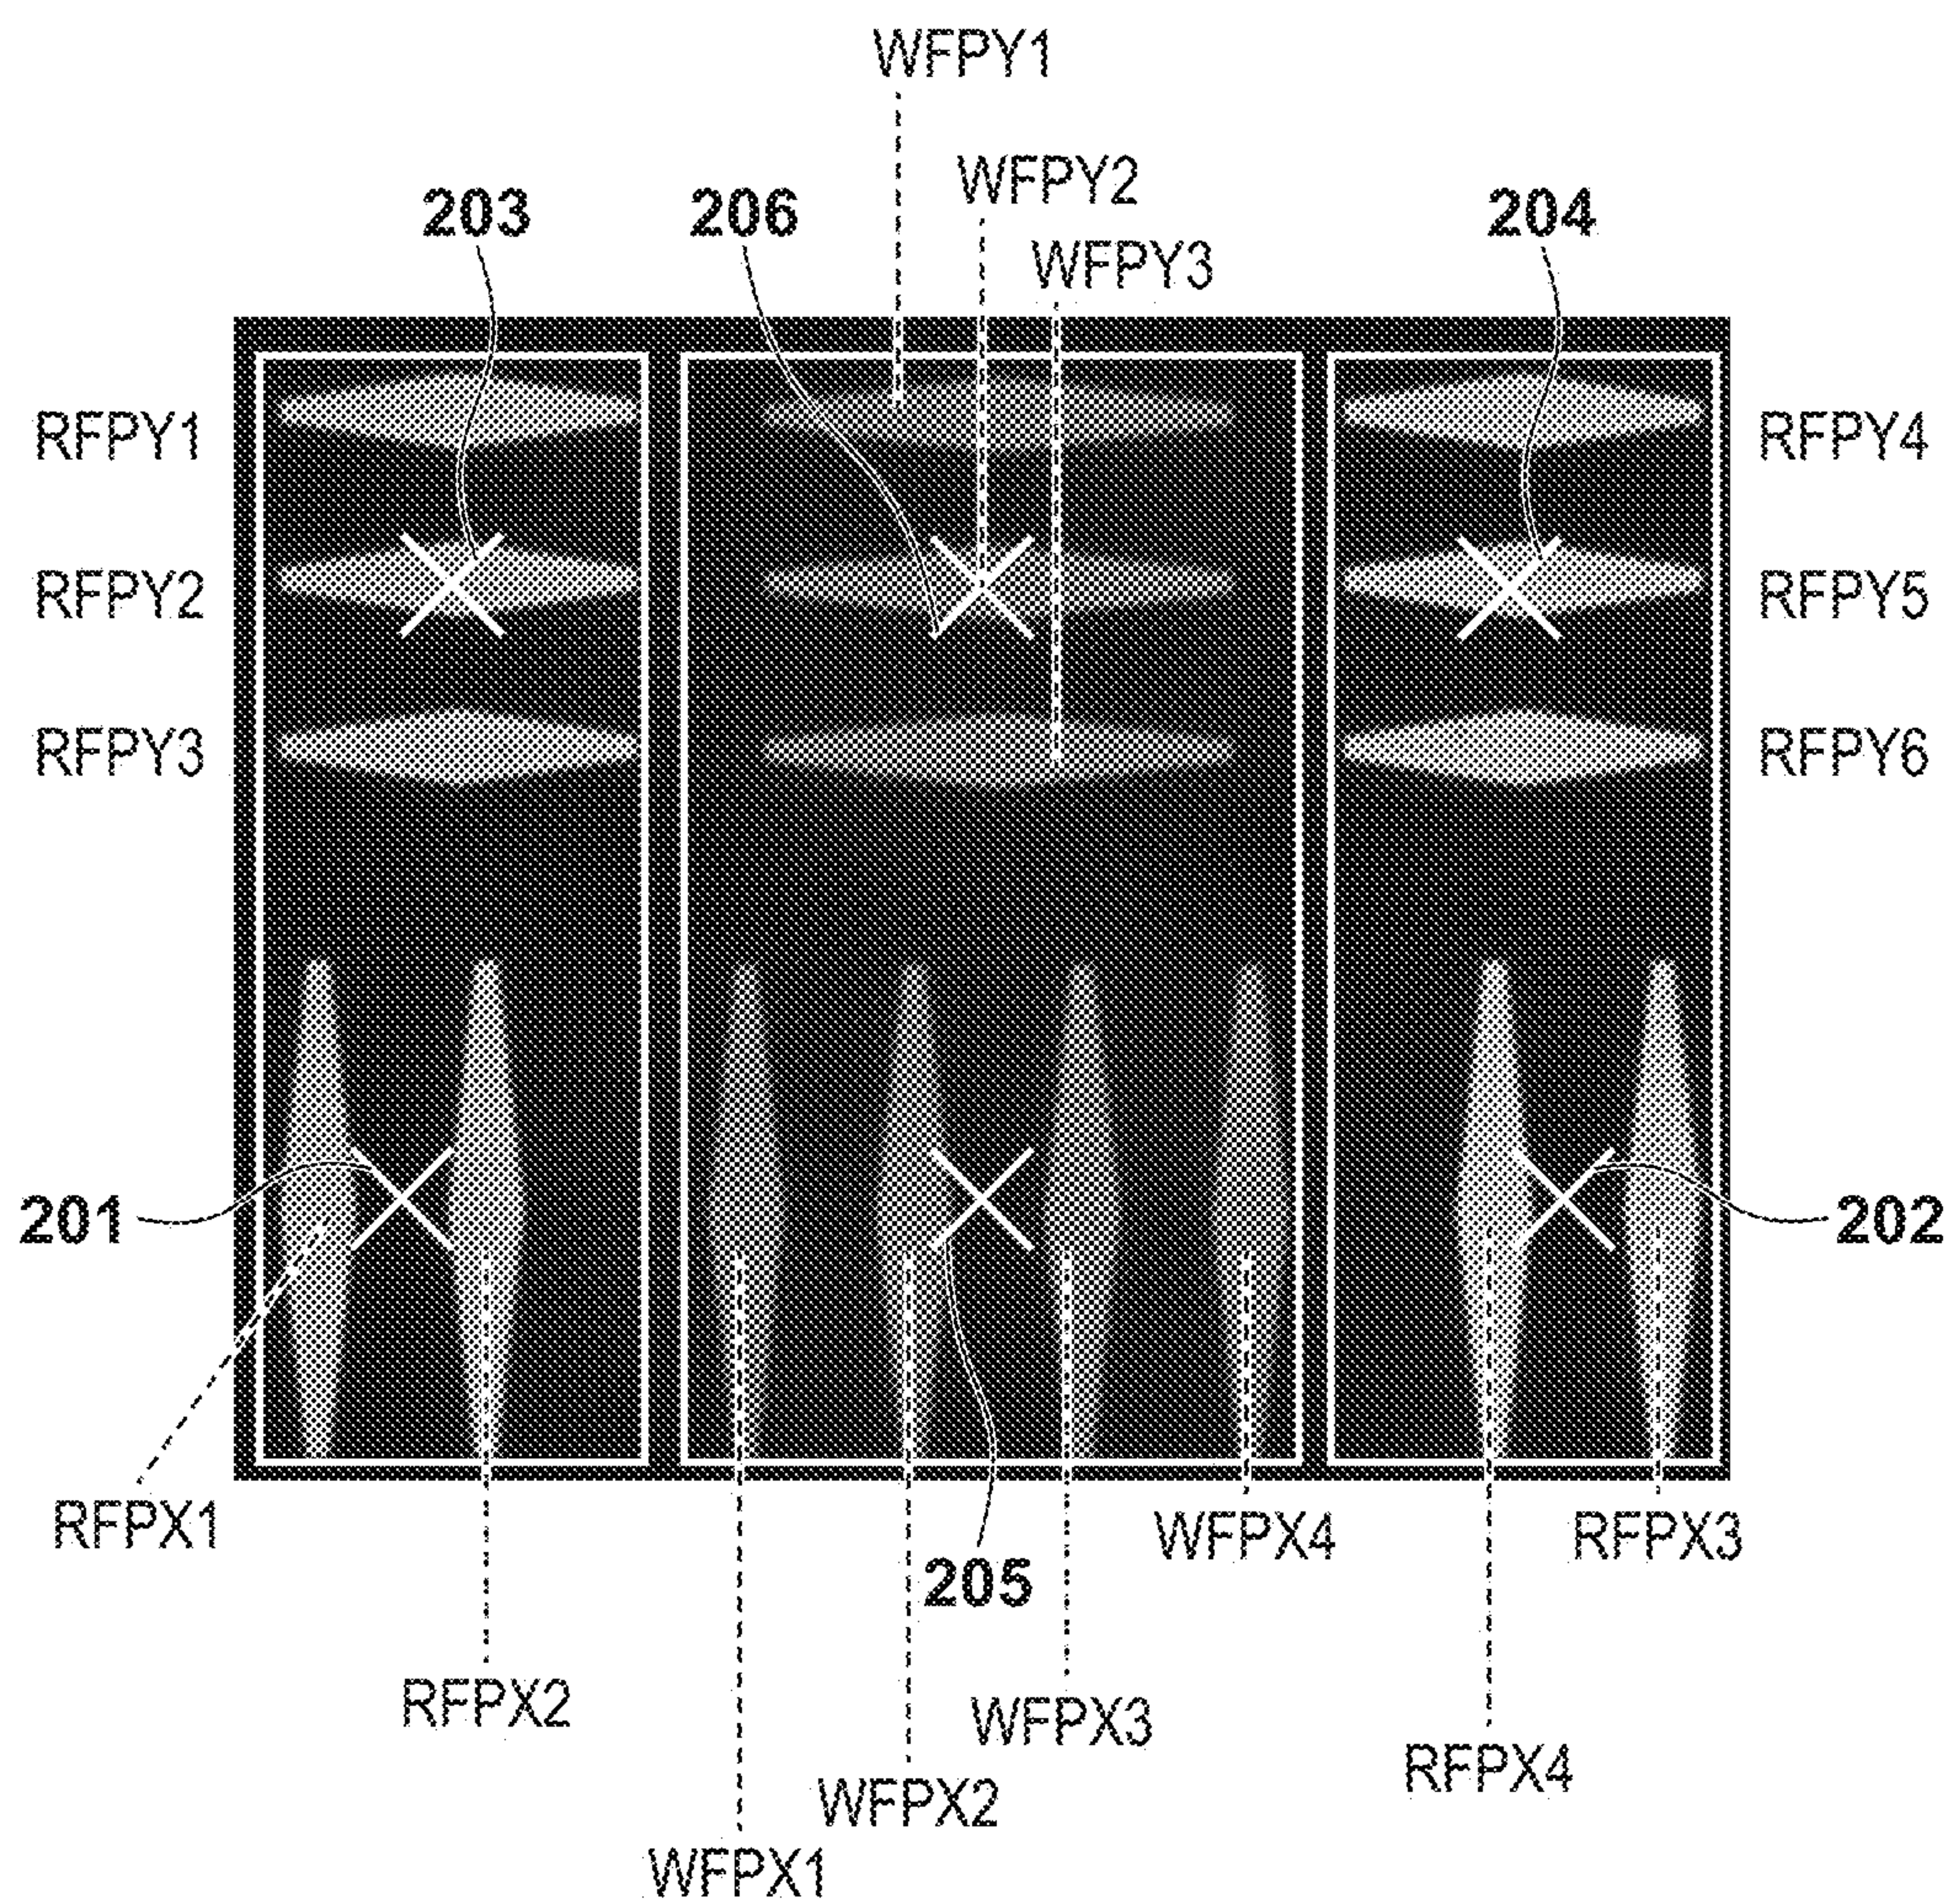 WFPY1
WFPY2
203 206 204
WFPY3
RFPY1 RFPY4
RFPY2 RFPY5
RFPY3 RFPY6
201 202
RFPX1 WFPX4 RFPX3
205
RFPX2 WFPX3
RFPX4
WFPX2
WFPX1